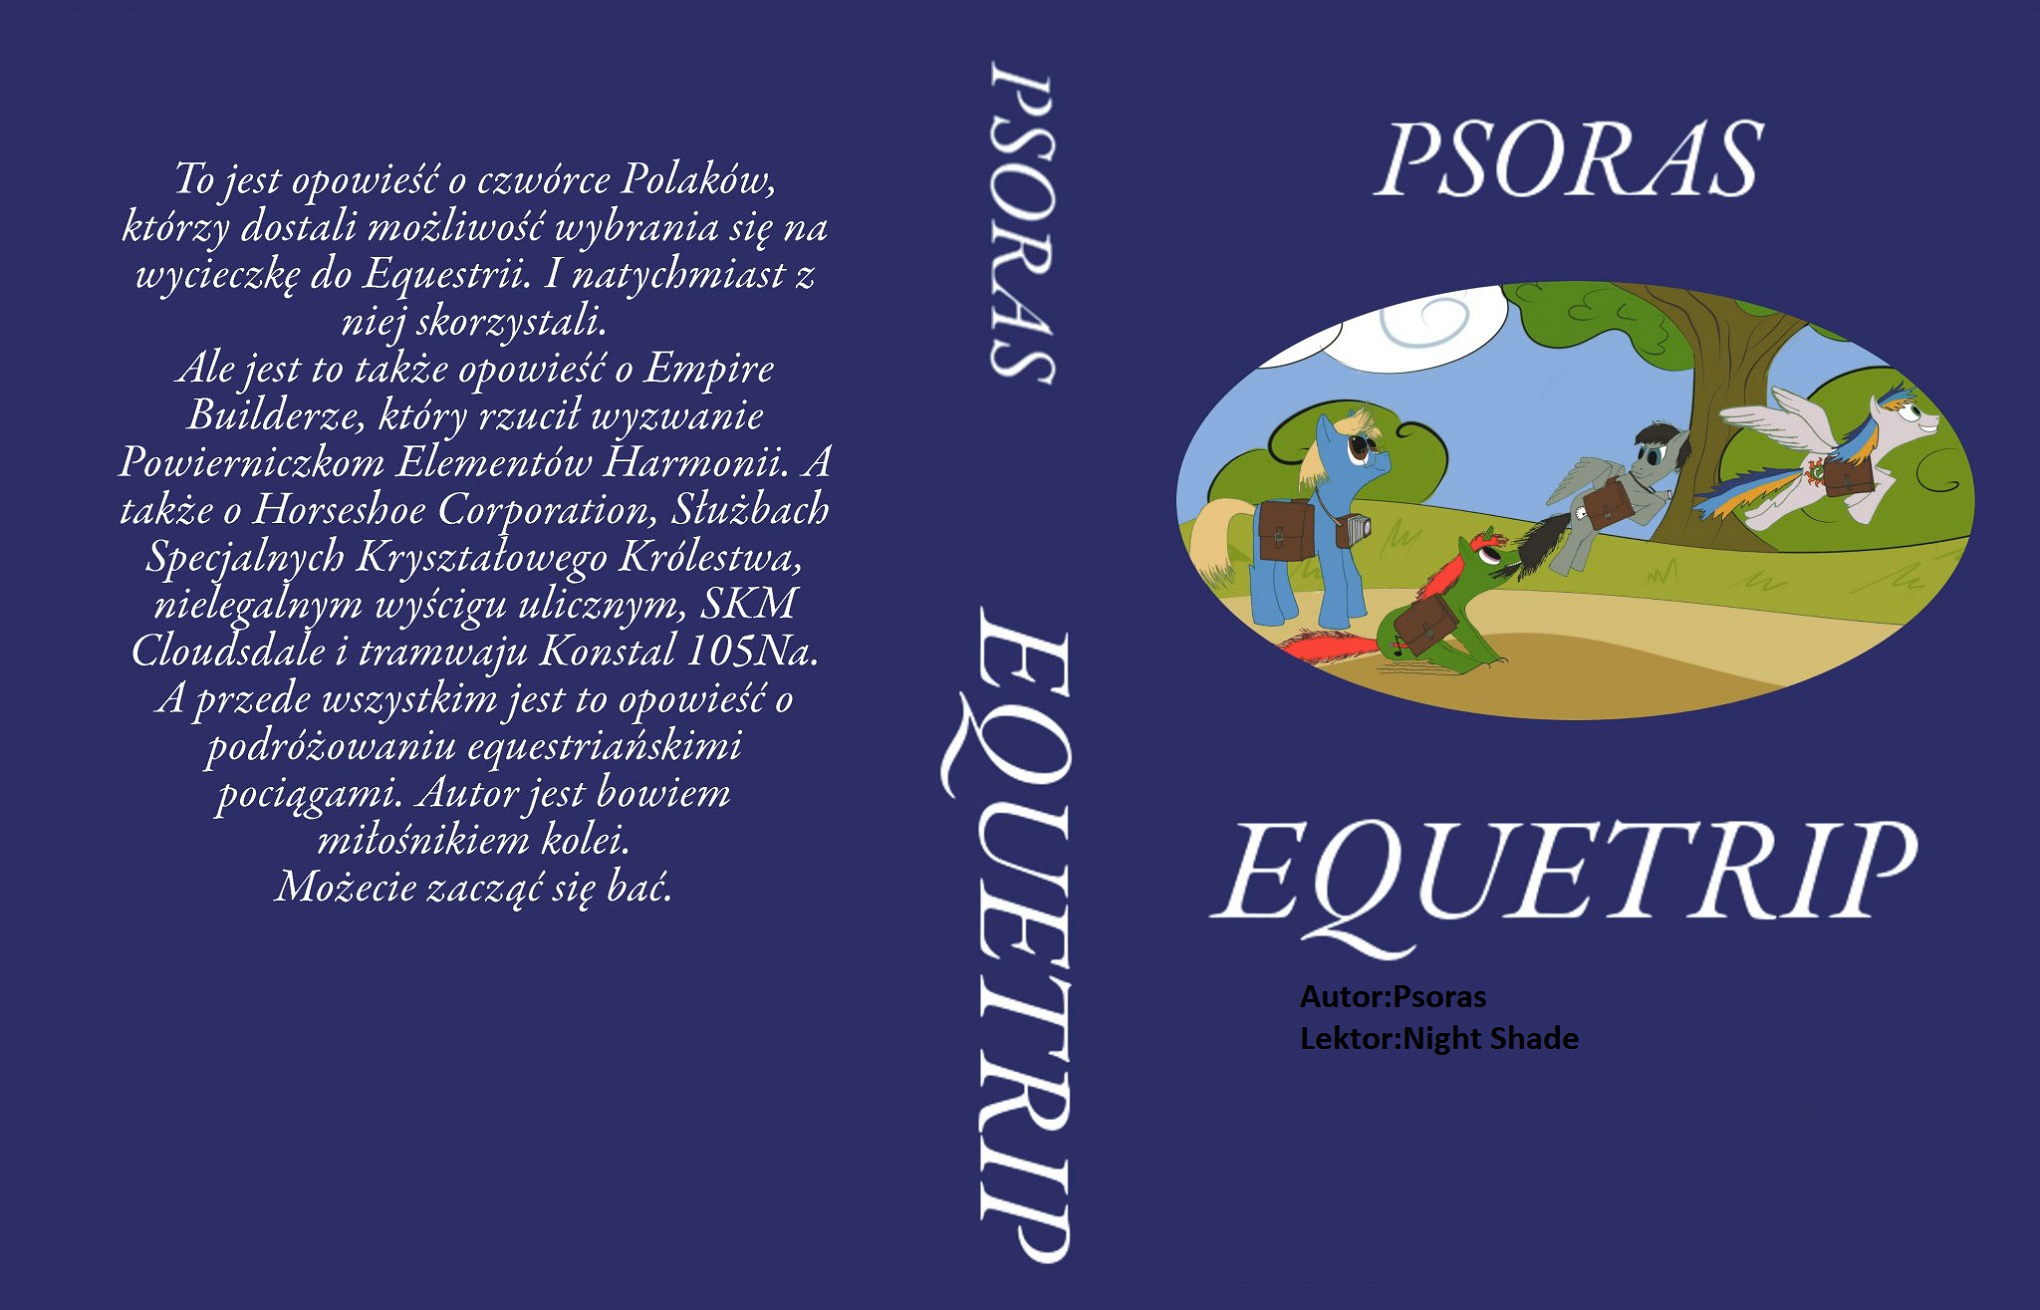 To jest opowieść o czwórce Polaków,
którzy dostali możliwość wybrania się na
wycieczkę do Equestrii. I natychmiast z
niej skorzystali.
Ale jest to także opowieść o Empire
Builderze, który rzucił wyzwanie
Powierniczkom Elementów Harmonii. A
także o Horseshoe Corporation, Służbach
Specjalnych Kryształowego Królestwa,
nielegalnym wyścigu ulicznym, SKM
Cloudsdale i tramwaju Konstal 105Na.
A przede wszystkim jest to opowieść o
podróżowaniu equestriańskimi
pociągami. Autor jest bowiem
miłośnikiem kolei.
Możecie zacząć się bać.
PSORAS
EQUETRIP
PSORAS
EQUETRIP
Autor:Psoras
Lektor:Night Shade